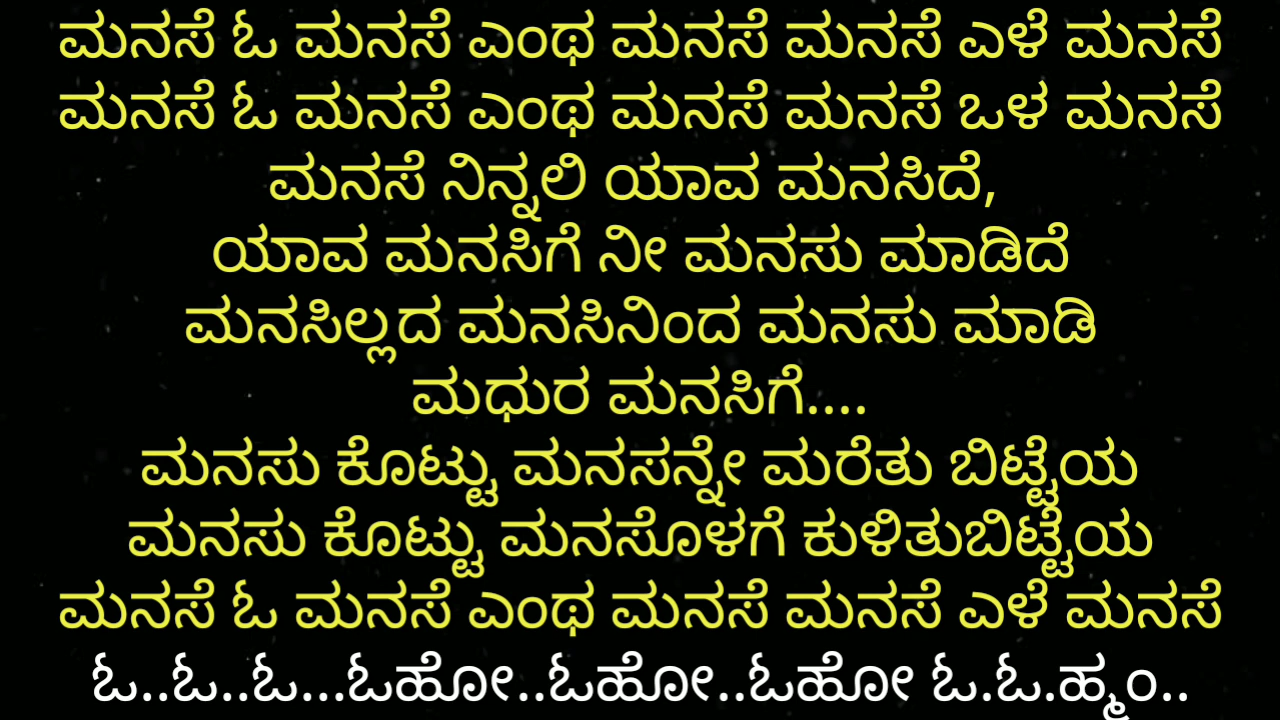 ಮನಸೆ ಓ ಮನಸೆ ಎಂಥ ಮನಸೆ ಮನಸೆ ಎಳೆ ಮನಸೆ
ಮನಸೆ ಓ ಮನಸೆ ಎಂಥ ಮನಸೆ ಮನಸೆ ಒಳ ಮನಸೆ
ಮನಸೆ ನಿನ್ನಲಿ ಯಾವ ಮನಸಿದೆ,
ಯಾವ ಮನಸಿಗೆ ನೀ ಮನಸು ಮಾಡಿದೆ
ಮನಸಿಲ್ಲದ ಮನಸಿನಿಂದ ಮನಸು ಮಾಡಿ
ಮಧುರ ಮನಸಿಗೆ....
ಮನಸು ಕೊಟ್ಟು ಮನಸನ್ನೇ ಮರೆತು ಬಿಟ್ಟೆಯ
ಮನಸು ಕೊಟ್ಟು ಮನಸೊಳಗೆ ಕುಳಿತುಬಿಟ್ಟೆಯ
ಮನಸೆ ಓ ಮನಸೆ ಎಂಥ ಮನಸೆ ಮನಸೆ ಎಳೆ ಮನಸೆ
ಓ..ಓ..ಓ...ಓಹೋ..ಓಹೋ..ಓಹೋ ಓ.ಓ.ಹ್ಮಂ..